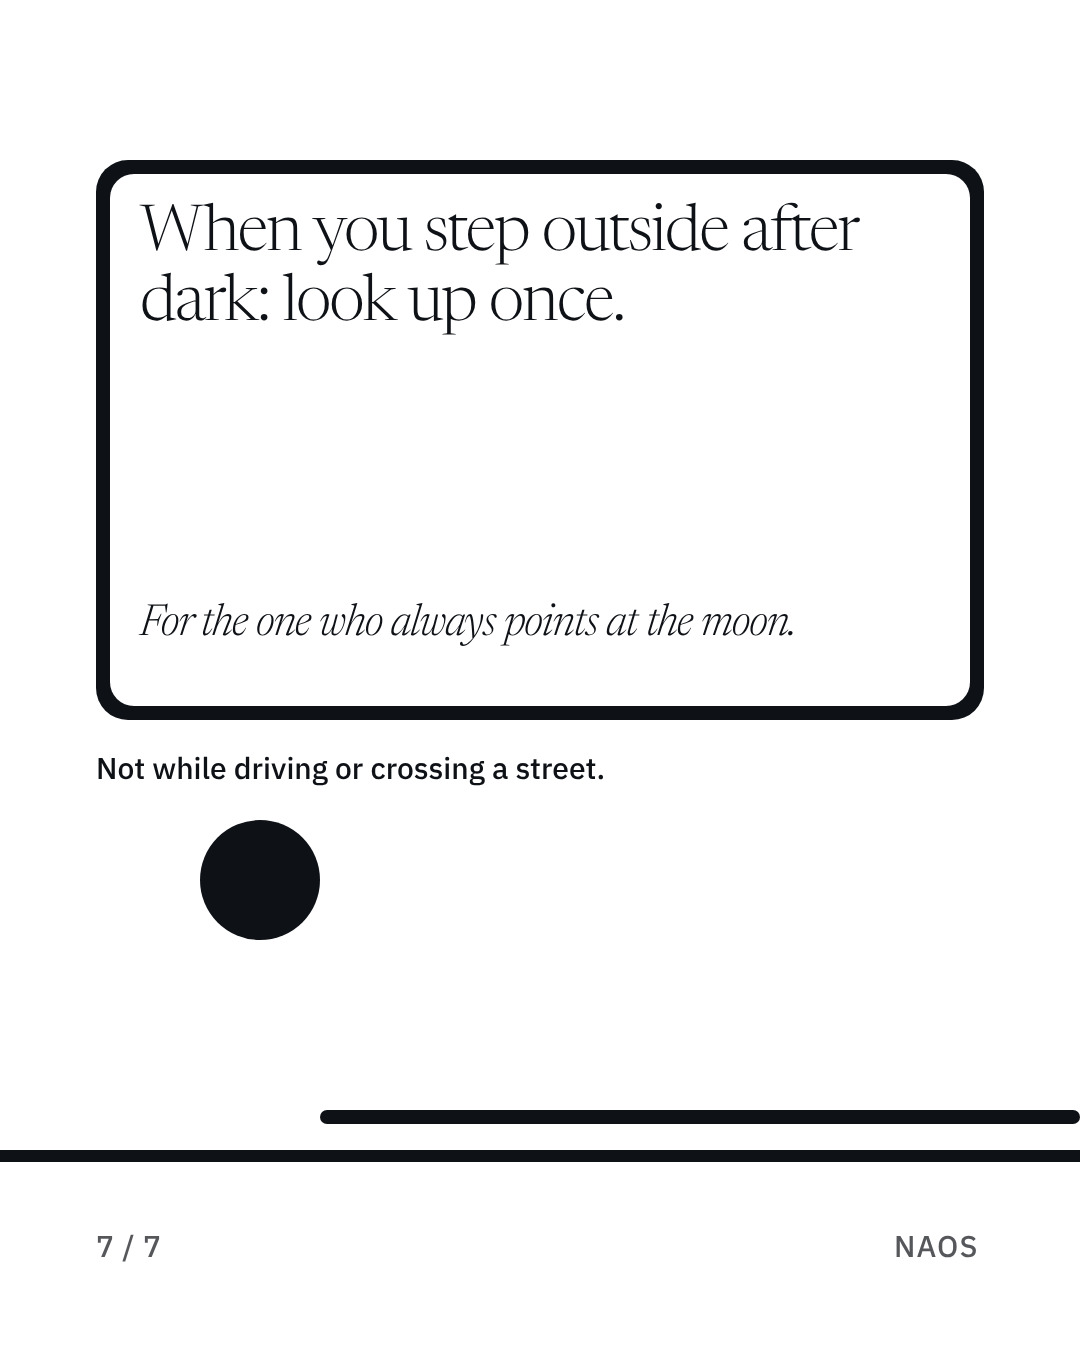 When you step outside after
dark: look up once.
For the one who always points at the moon.
Not while driving or crossing a street.
7 / 7
NAOS